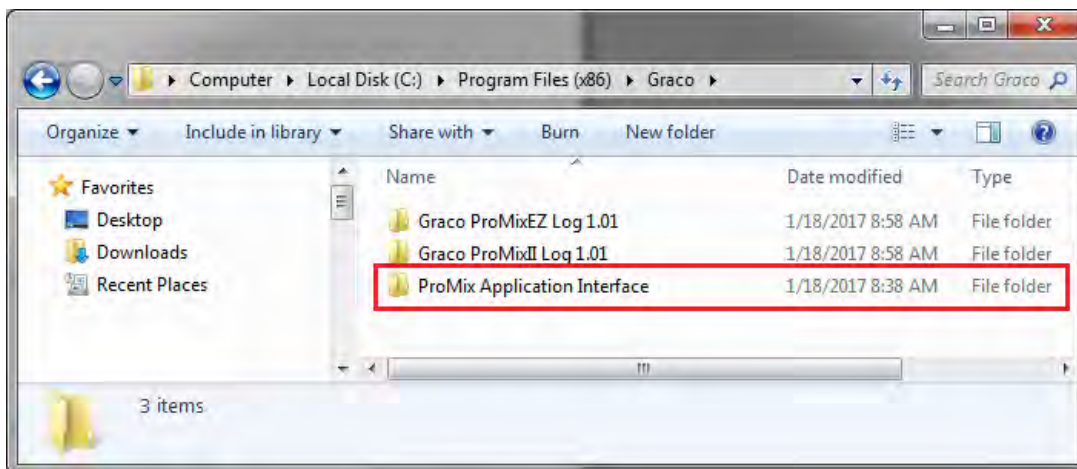 Computer ▸ Local Disk (C:) ▸ Program Files (x86) ▸ Graco ▸
Search Graco
Organize Include in library Share with Burn New folder
Favorites
Desktop
Downloads
Recent Places
Name Date modified Type
Graco ProMixEZ Log 1.01 1/18/2017 8:58 AM File folder
Graco ProMixII Log 1.01 1/18/2017 8:58 AM File folder
ProMix Application Interface 1/18/2017 8:38 AM File folder
3 items